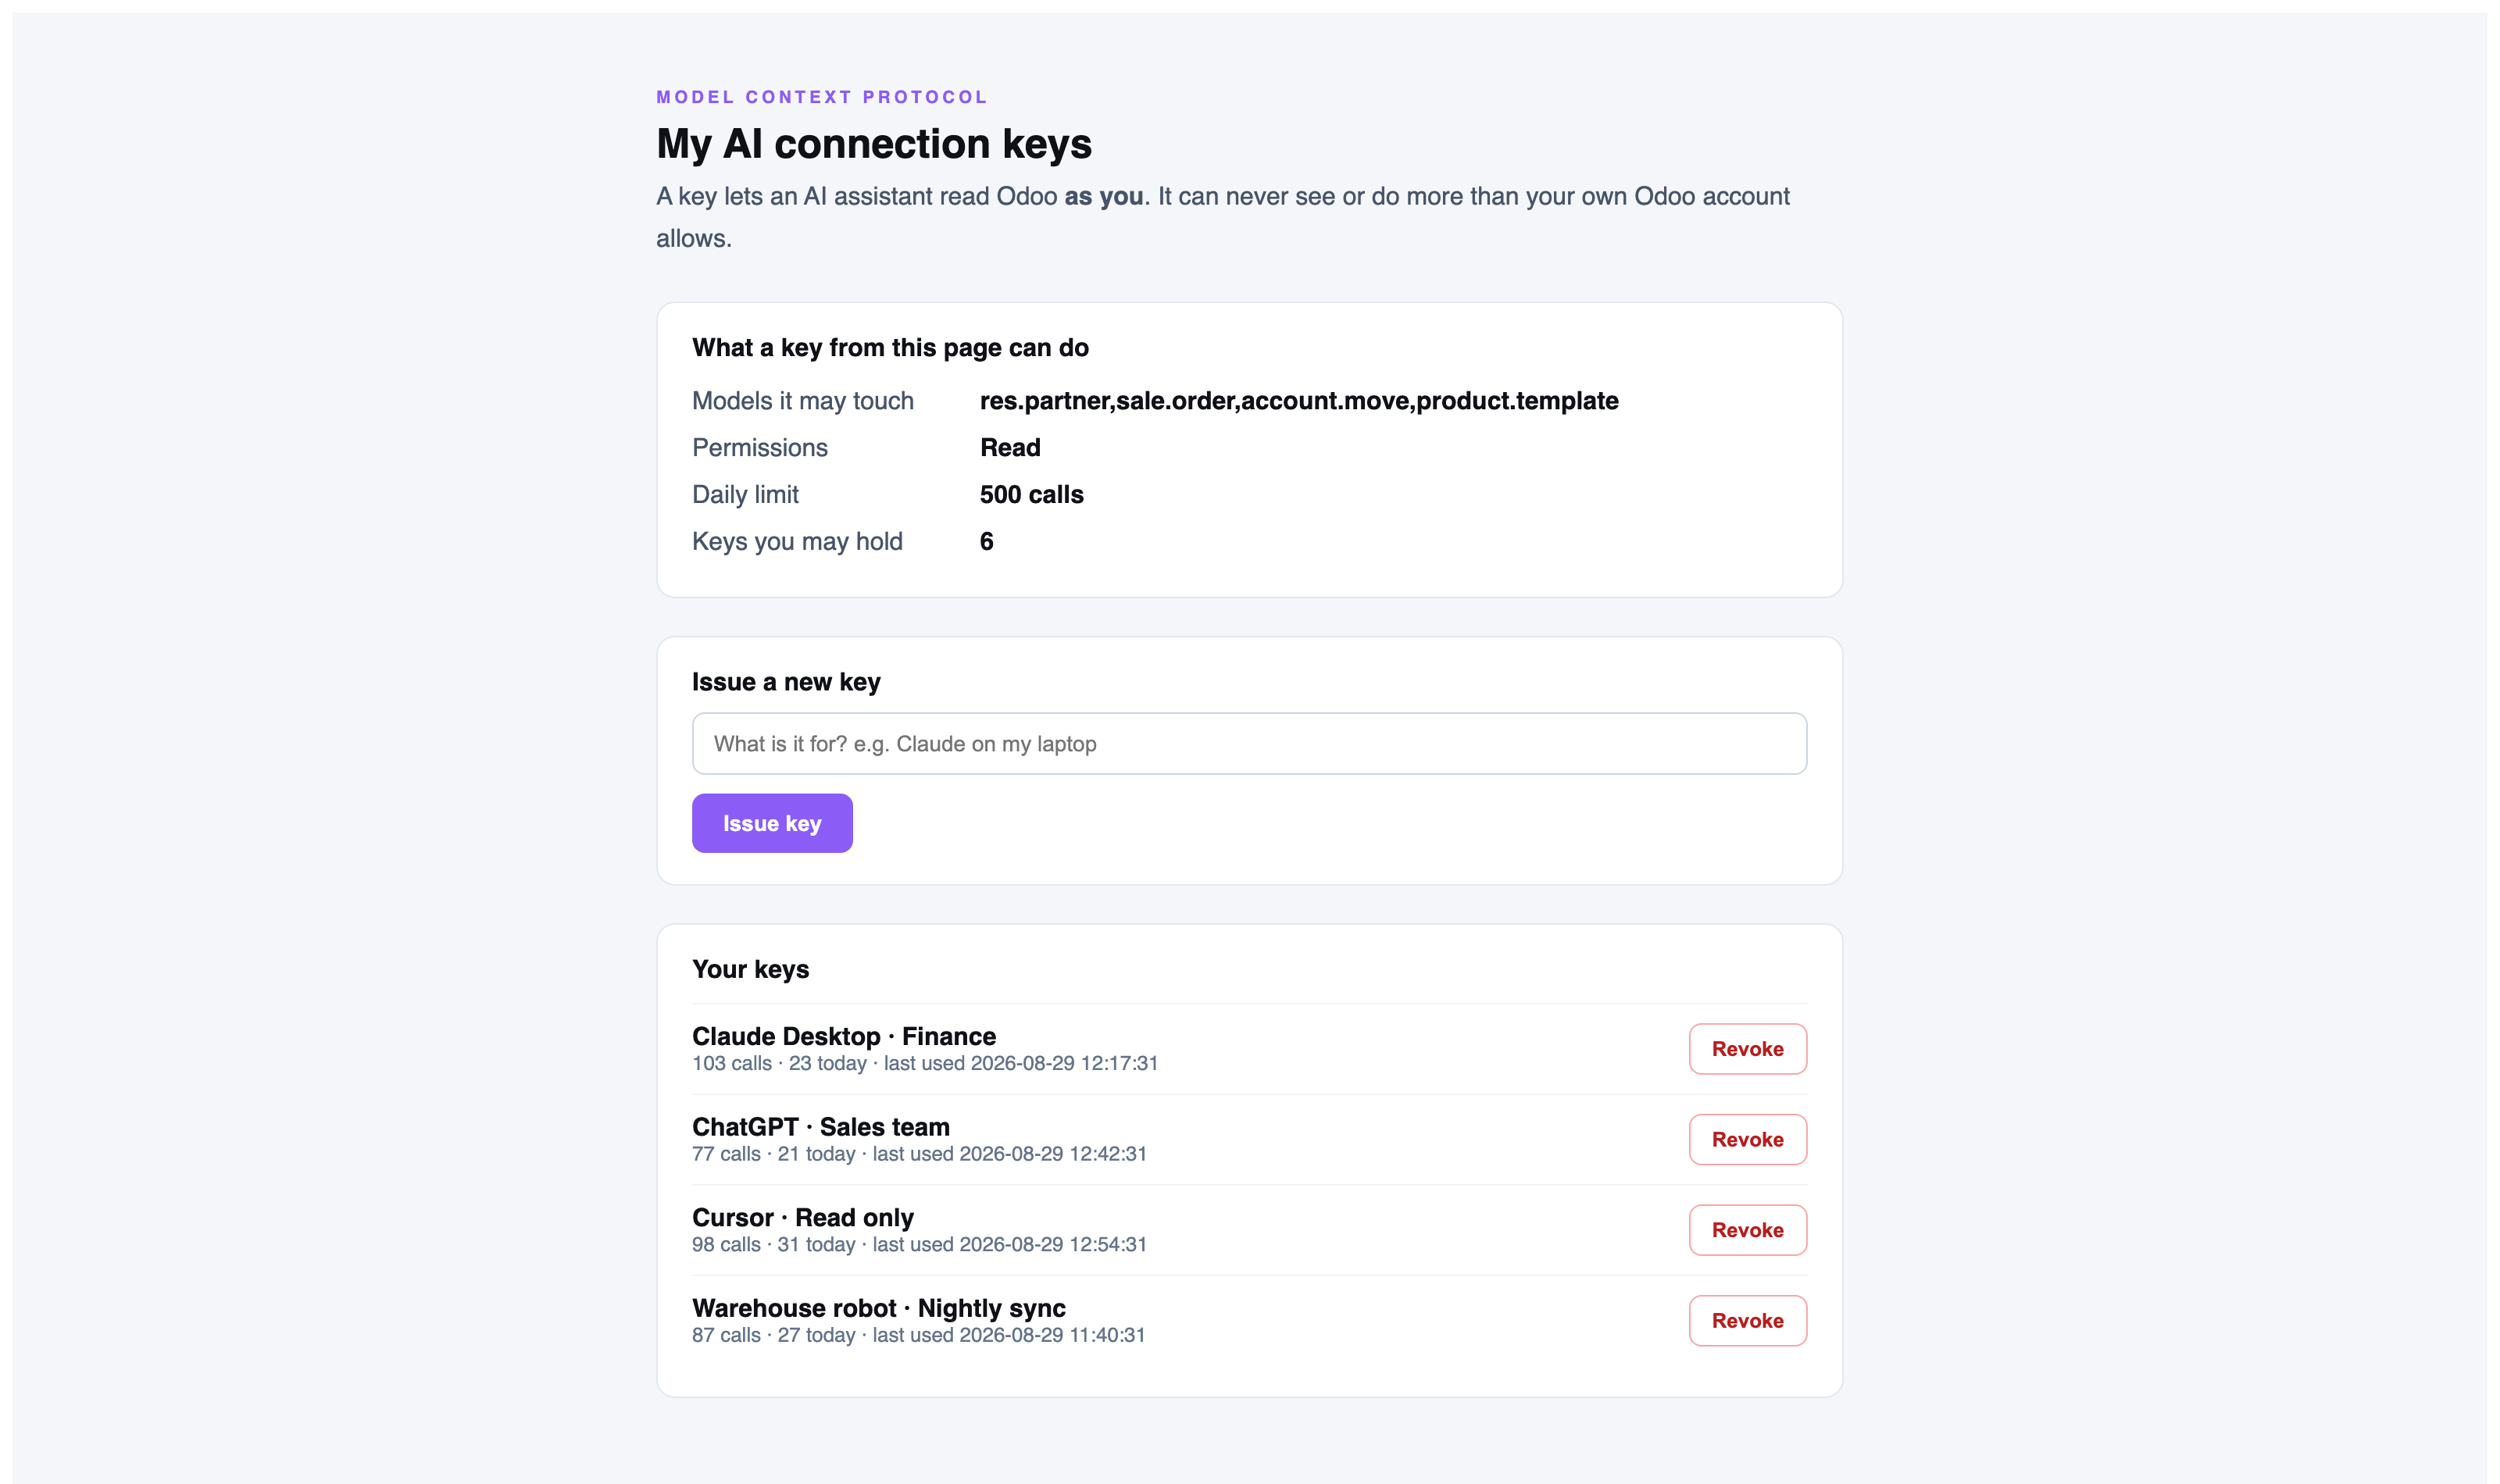 MODEL CONTEXT PROTOCOL
My AI connection keys
A key lets an AI assistant read Odoo as you. It can never see or do more than your own Odoo account
allows.
What a key from this page can do
Models it may touch res.partner,sale.order,account.move,product.template
Permissions Read
Daily limit 500 calls
Keys you may hold 6
Issue a new key
What is it for? e.g. Claude on my laptop
Issue key
Your keys
Claude Desktop · Finance
103 calls · 23 today · last used 2026-08-29 12:17:31
Revoke
ChatGPT · Sales team
77 calls · 21 today · last used 2026-08-29 12:42:31
Revoke
Cursor · Read only
98 calls · 31 today · last used 2026-08-29 12:54:31
Revoke
Warehouse robot · Nightly sync
87 calls · 27 today · last used 2026-08-29 11:40:31
Revoke